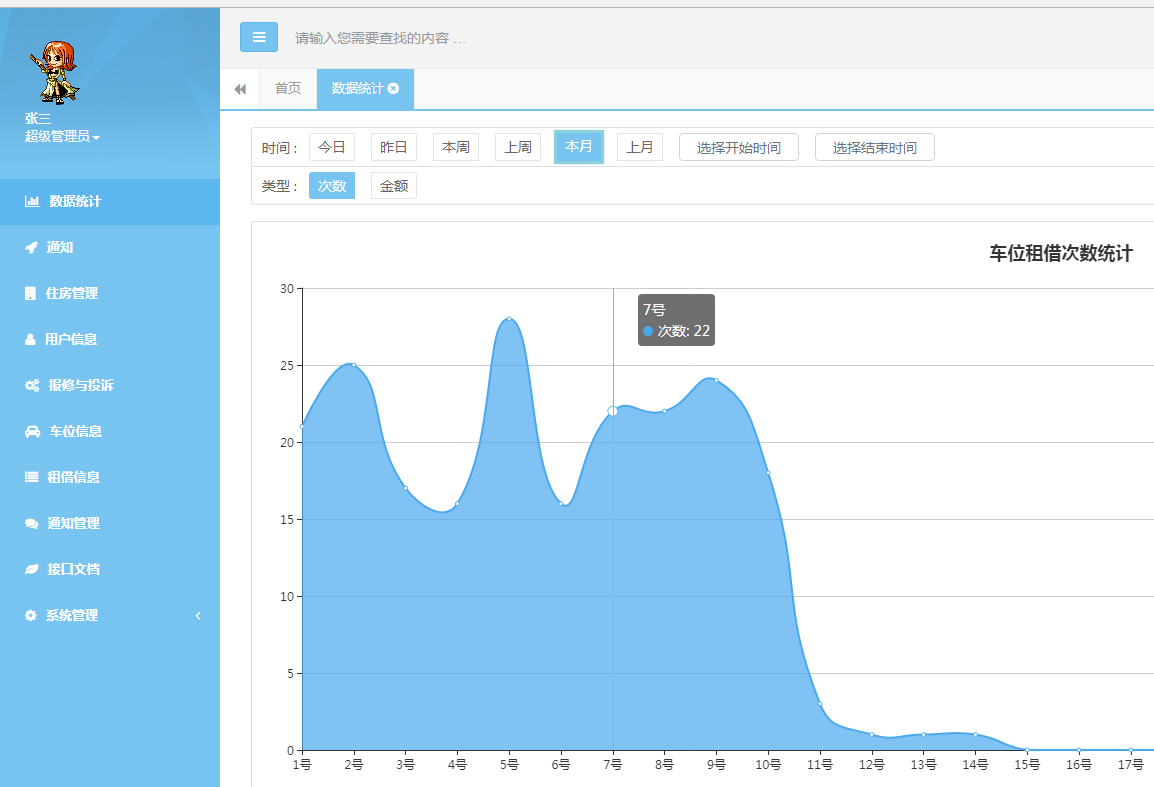 张三
超级管理员
数据统计
通知
住房管理
用户信息
报修与投诉
车位信息
租借信息
通知管理
接口文档
系统管理
请输入您需要查找的内容 …
首页 数据统计
时间 : 今日 昨日 本周 上周 本月 上月 选择开始时间 选择结束时间
类型 : 次数 金额
车位租借次数统计
7号
次数: 22
30
25
20
15
10
5
0
1号 2号 3号 4号 5号 6号 7号 8号 9号 10号 11号 12号 13号 14号 15号 16号 17号